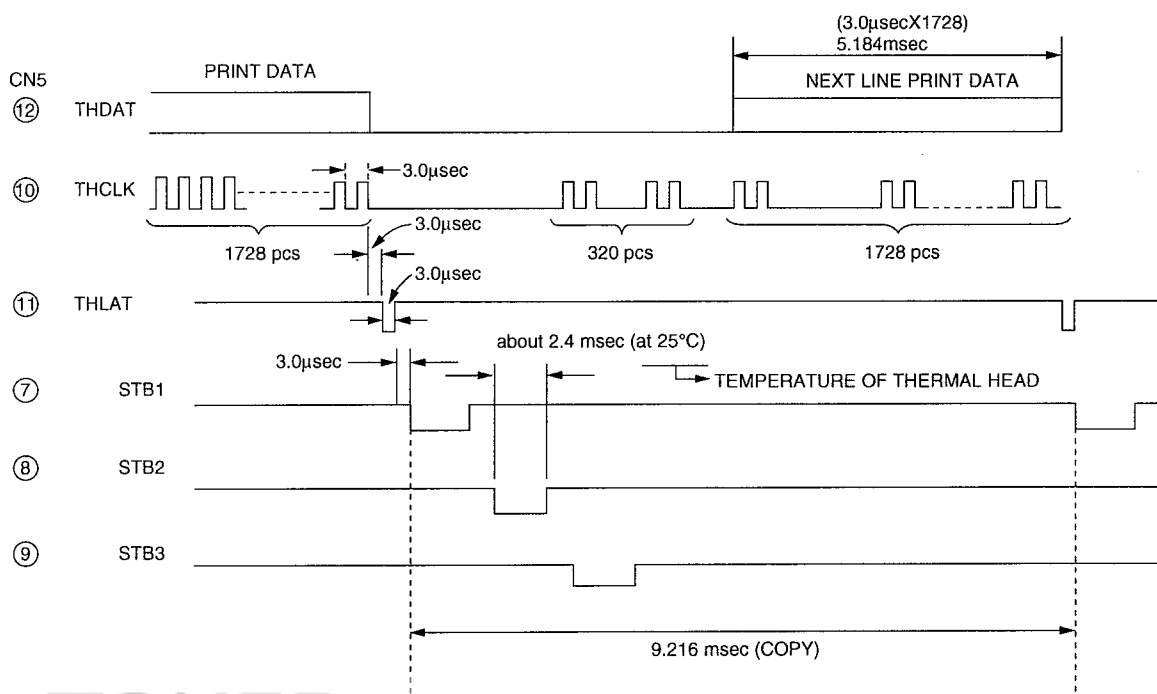 (3.0µsecX1728)
5.184msec
CN5
PRINT DATA
NEXT LINE PRINT DATA
12 THDAT
10 THCLK
3.0µsec
3.0µsec
1728 pcs
320 pcs
1728 pcs
3.0µsec
11 THLAT
about 2.4 msec (at 25°C)
3.0µsec
TEMPERATURE OF THERMAL HEAD
7 STB1
8 STB2
9 STB3
9.216 msec (COPY)